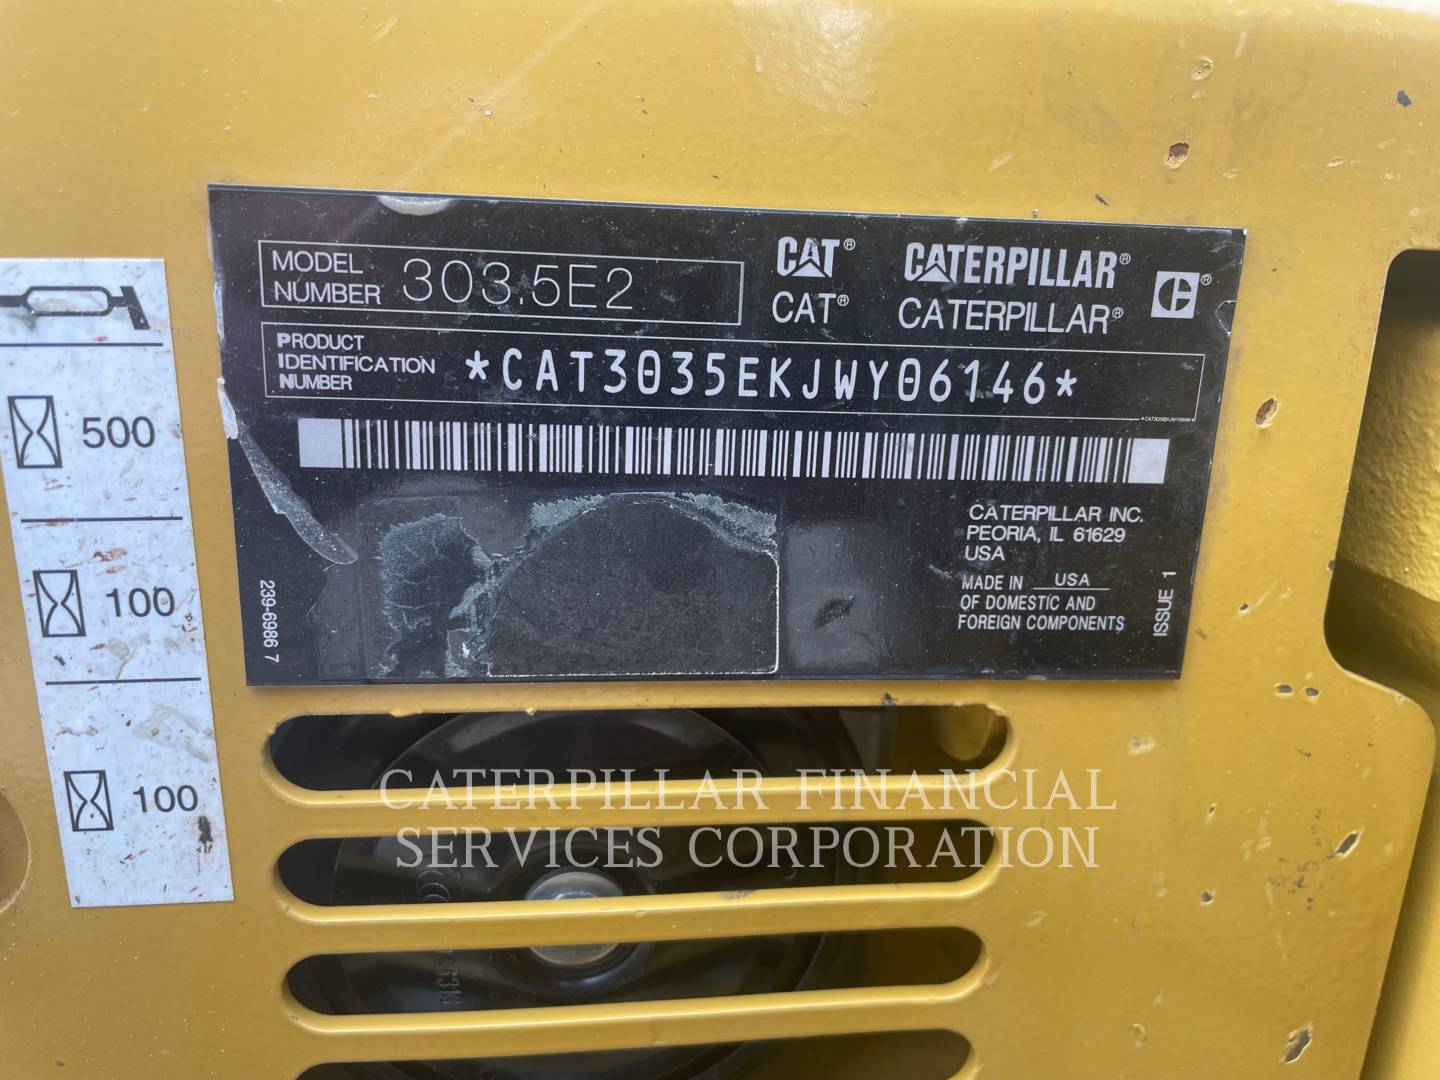 MODEL NUMBER 303.5E2
CAT® CATERPILLAR®
CAT® CATERPILLAR®
PRODUCT IDENTIFICATION NUMBER *CAT3035EKJWY06146*
*CAT3035EKJWY06146*
CATERPILLAR INC.
PEORIA, IL 61629
USA
MADE IN USA
OF DOMESTIC AND
FOREIGN COMPONENTS
ISSUE 1
239-6986 7
500
100
100
CATERPILLAR FINANCIAL
SERVICES CORPORATION